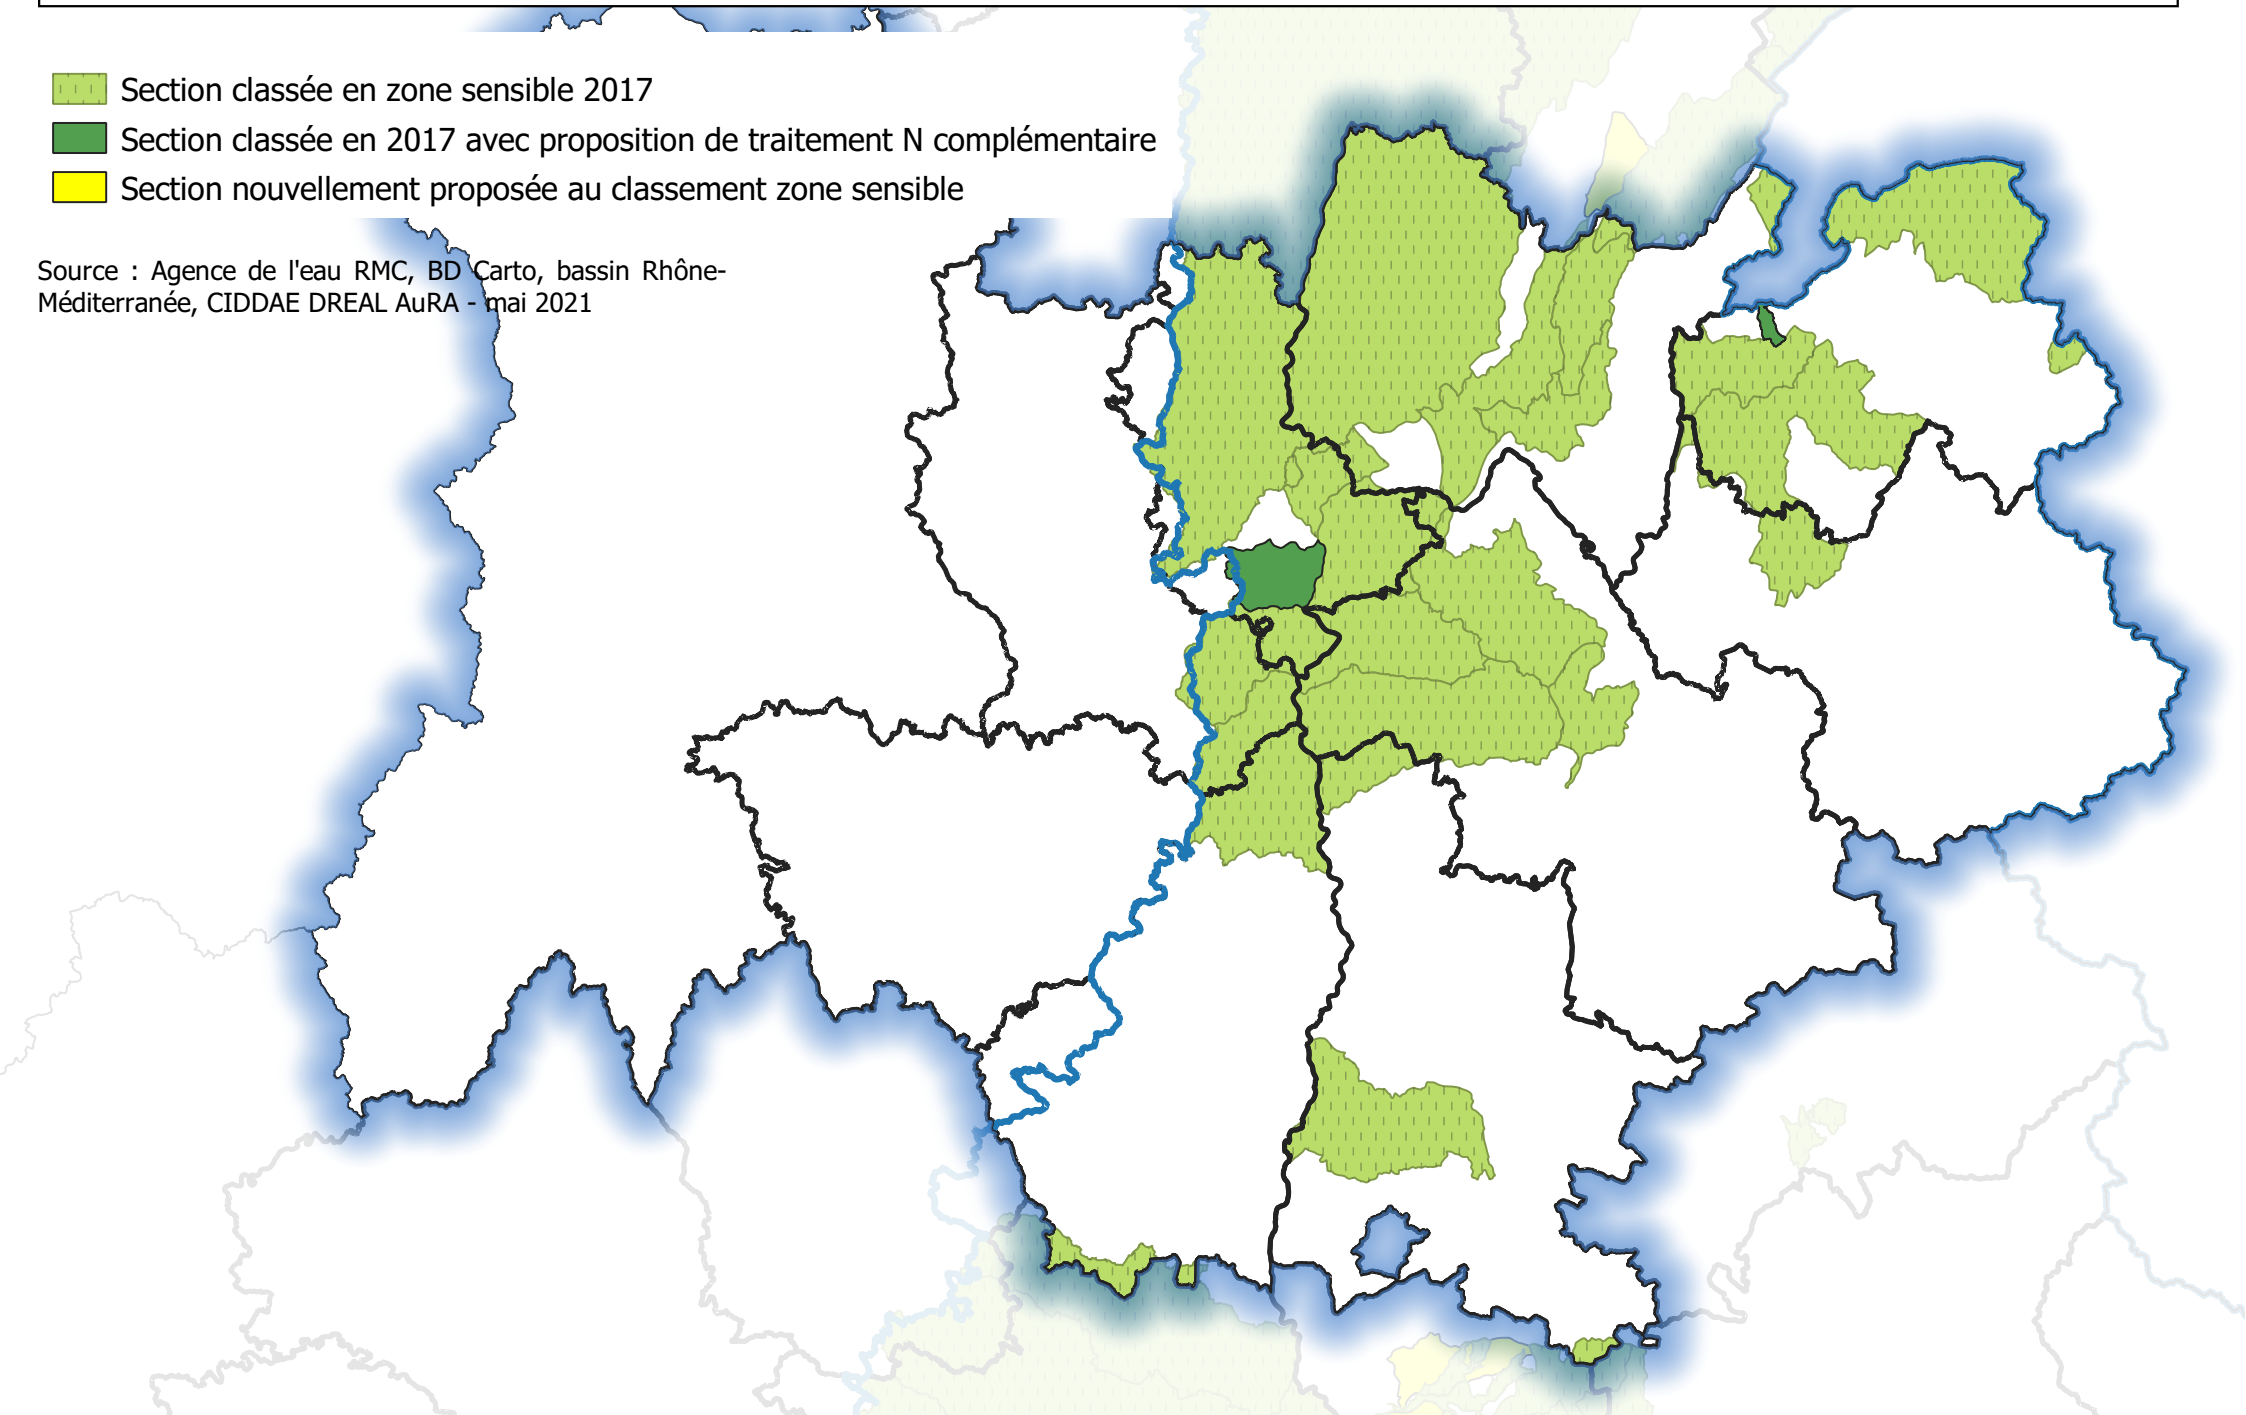 Section classée en zone sensible 2017
Section classée en 2017 avec proposition de traitement N complémentaire
Section nouvellement proposée au classement zone sensible
Source : Agence de l'eau RMC, BD Carto, bassin Rhône-
Méditerranée, CIDDAE DREAL AuRA - mai 2021